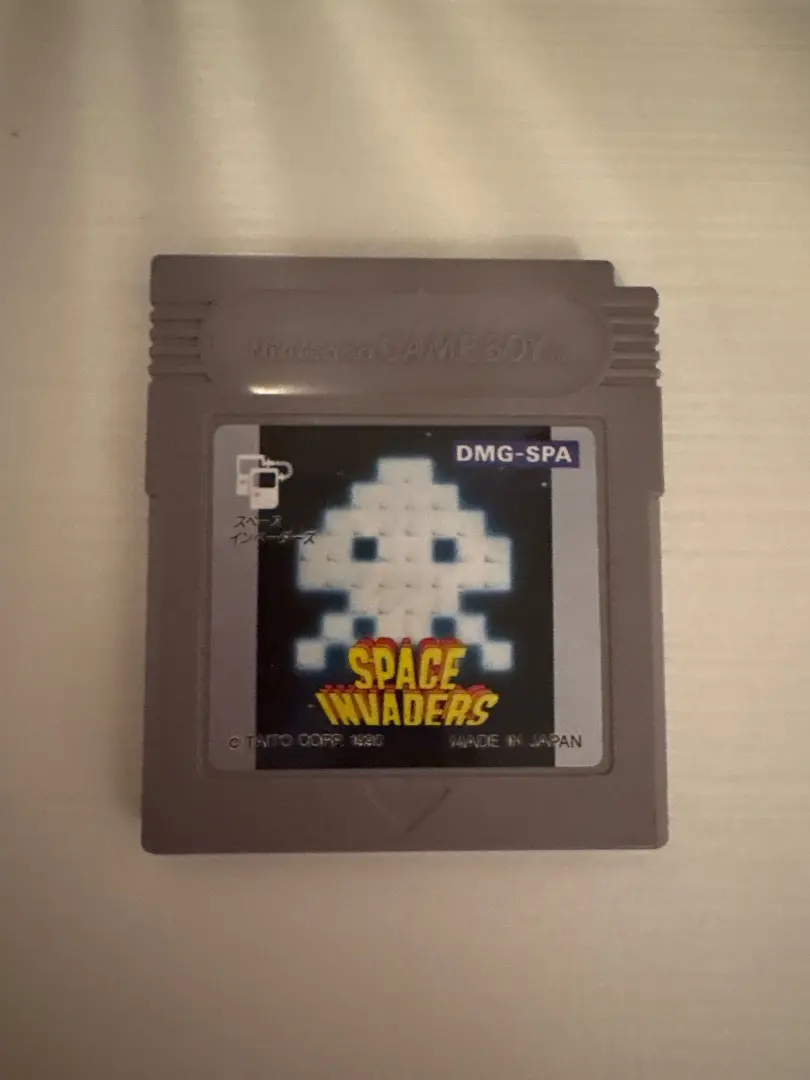 Nintendo GAME BOY
DMG-SPA
スペース
インベーダーズ
SPACE
INVADERS
© TAITO CORP. 1990
MADE IN JAPAN